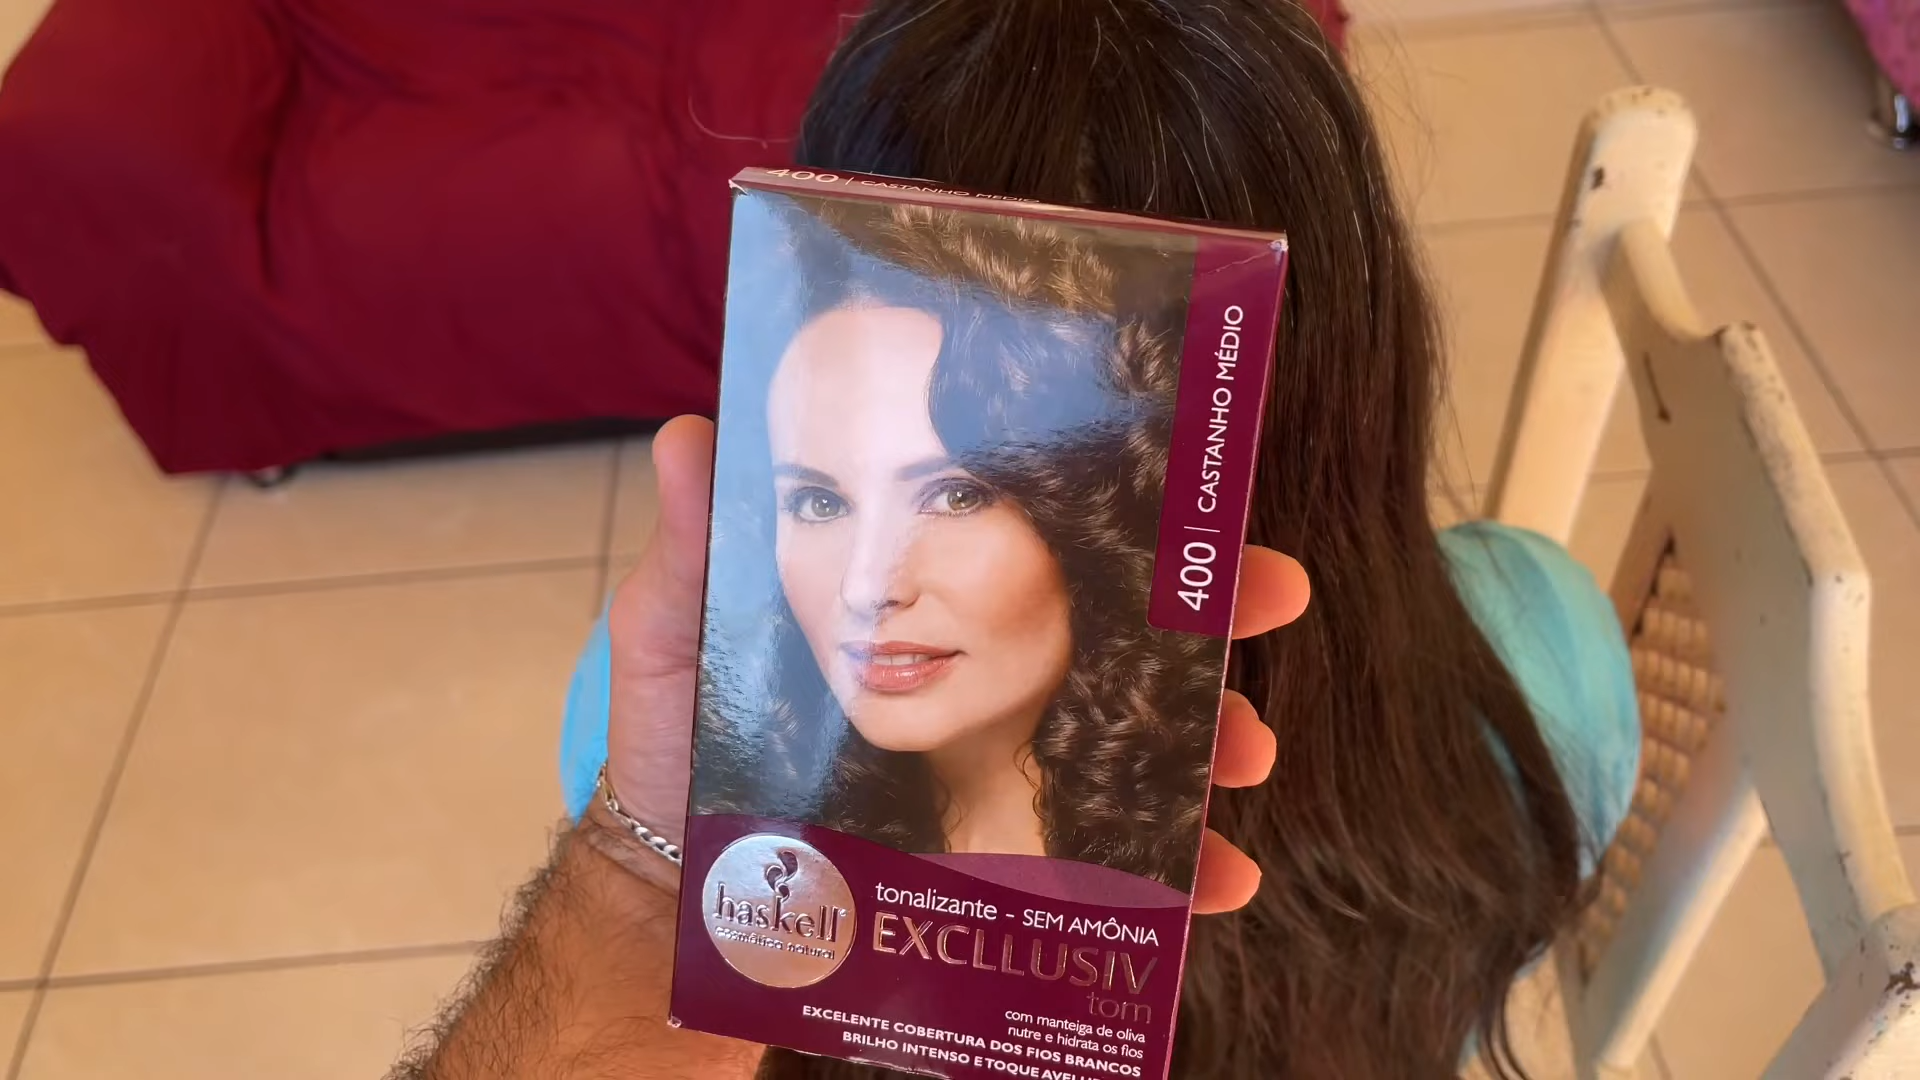 400 | CASTANHO MÉDIO
400 | CASTANHO MÉDIO
haskell
cosmética natural
tonalizante - SEM AMÔNIA
EXCLLUSIV
tom
com manteiga de oliva
nutre e hidrata os fios
EXCELENTE COBERTURA DOS FIOS BRANCOS
BRILHO INTENSO E TOQUE